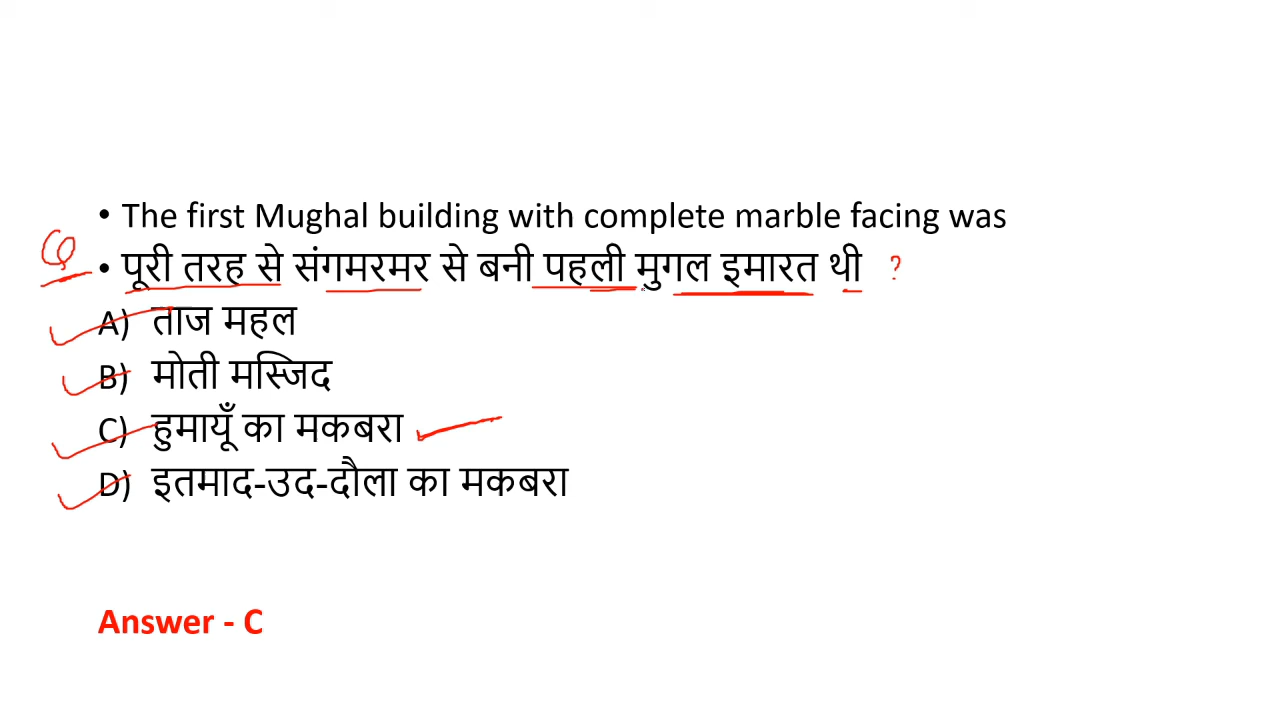 • The first Mughal building with complete marble facing was
Q
• पूरी तरह से संगमरमर से बनी पहली मुगल इमारत थी ?
A) ताज महल
B) मोती मस्जिद
C) हुमायूँ का मकबरा
D) इतमाद-उद-दौला का मकबरा
Answer - C